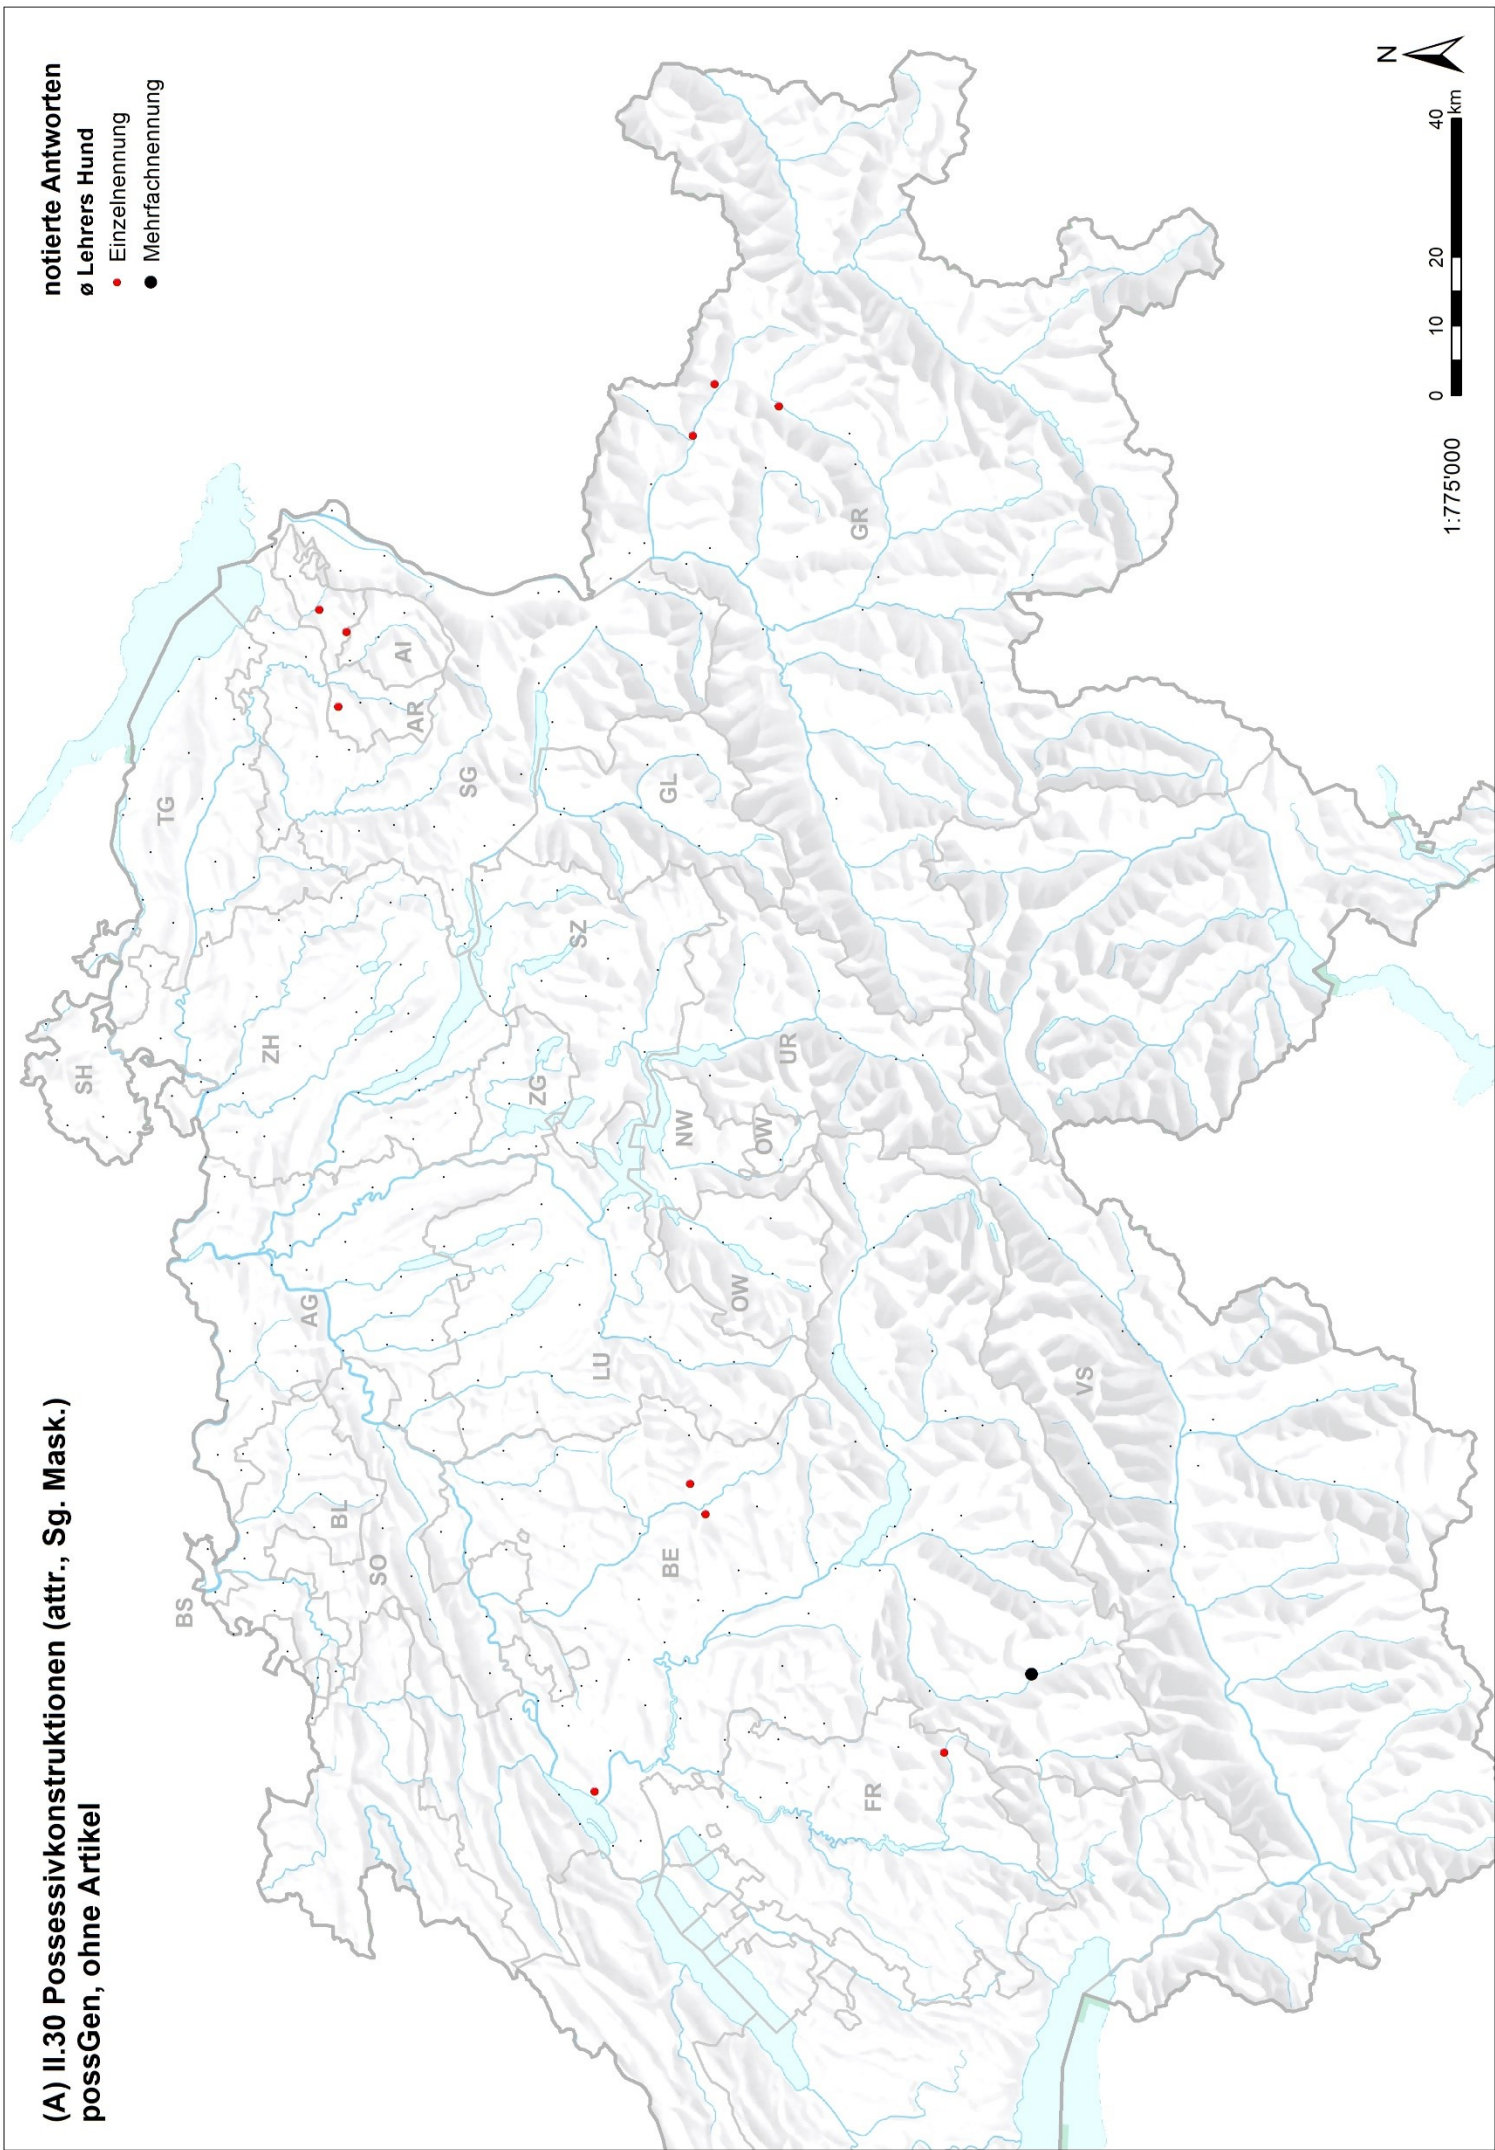 (A) II.30 Possessivkonstruktionen (attr., Sg. Mask.)
possGen, ohne Artikel
notierte Antworten
ø Lehrers Hund
Einzelnennung
Mehrfachnennung
SH
BS
TG
ZH
AG
BL
SO
AI
AR
SG
ZG
SZ
GL
LU
NW
OW
OW
UR
BE
GR
FR
VS
N
0 10 20 40
km
1:775'000